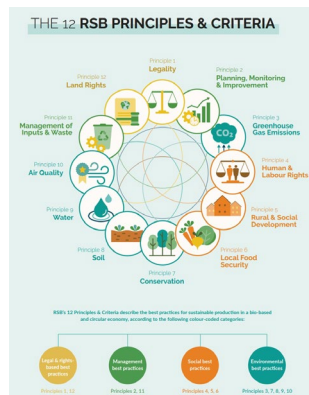 THE 12 RSB PRINCIPLES & CRITERIA
Principle 1
Legality
Principle 2
Planning, Monitoring
& Improvement
Principle 3
Greenhouse
Gas Emissions
CO₂
Principle 4
Human &
Labour Rights
Principle 5
Rural & Social
Development
Principle 6
Local Food
Security
Principle 7
Conservation
Principle 8
Soil
Principle 9
Water
Principle 10
Air Quality
Principle 11
Management of
Inputs & Waste
Principle 12
Land Rights
RSB's 12 Principles & Criteria describe the best practices for sustainable production in a bio-based
and circular economy, according to the following colour-coded categories:
Legal & rights-
based best
practices
Management
best practices
Social best
practices
Environmental
best practices
Principles 1, 12
Principles 2, 11
Principles 4, 5, 6
Principles 3, 7, 8, 9, 10